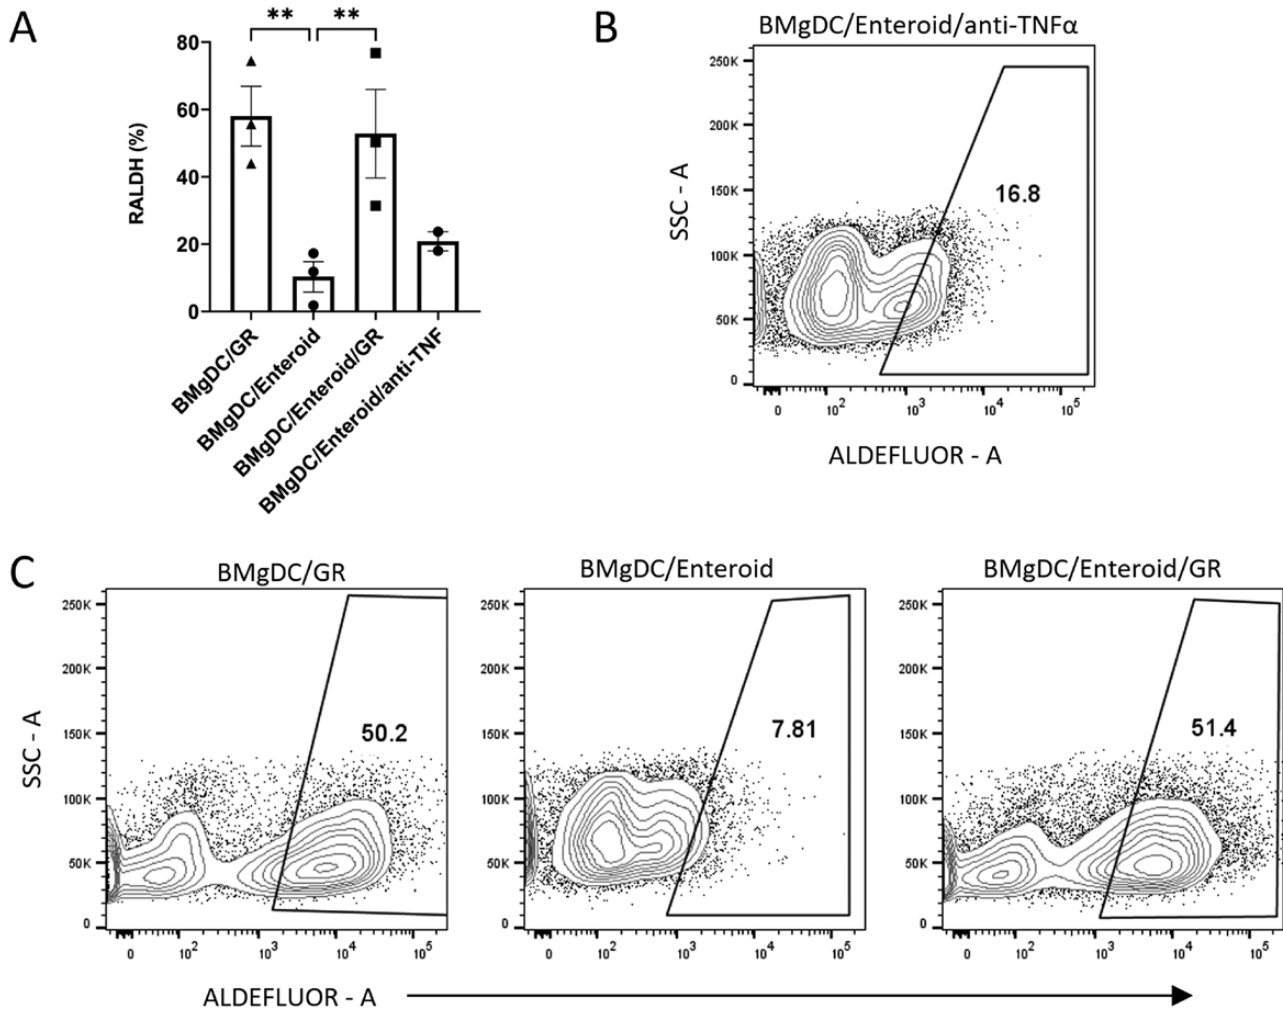 A
** **
80
60
40
20
0
RALDH (%)
BMgDC/GR
BMgDC/Enteroid
BMgDC/Enteroid/GR
BMgDC/Enteroid/anti-TNF
B
BMgDC/Enteroid/anti-TNFα
250K
200K
150K
100K
50K
0
SSC - A
16.8
0 10² 10³ 10⁴ 10⁵
ALDEFLUOR - A
C
BMgDC/GR
250K
200K
150K
100K
50K
0
SSC - A
50.2
0 10² 10³ 10⁴ 10⁵
BMgDC/Enteroid
250K
200K
150K
100K
50K
0
7.81
0 10² 10³ 10⁴ 10⁵
BMgDC/Enteroid/GR
250K
200K
150K
100K
50K
0
51.4
0 10² 10³ 10⁴ 10⁵
ALDEFLUOR - A